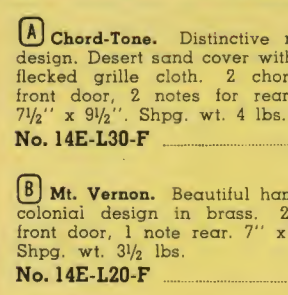 A Chord-Tone. Distinctive
design. Desert sand cover with
flecked grille cloth. 2
front door, 2 notes for rear
7½'' x 9½''. Shpg. wt. 4 lbs.
No. 14E-L30-F
B Mt. Vernon. Beautiful
colonial design in brass. 2
front door, 1 note rear. 7'' x
Shpg. wt. 3½ lbs.
No. 14E-L20-F